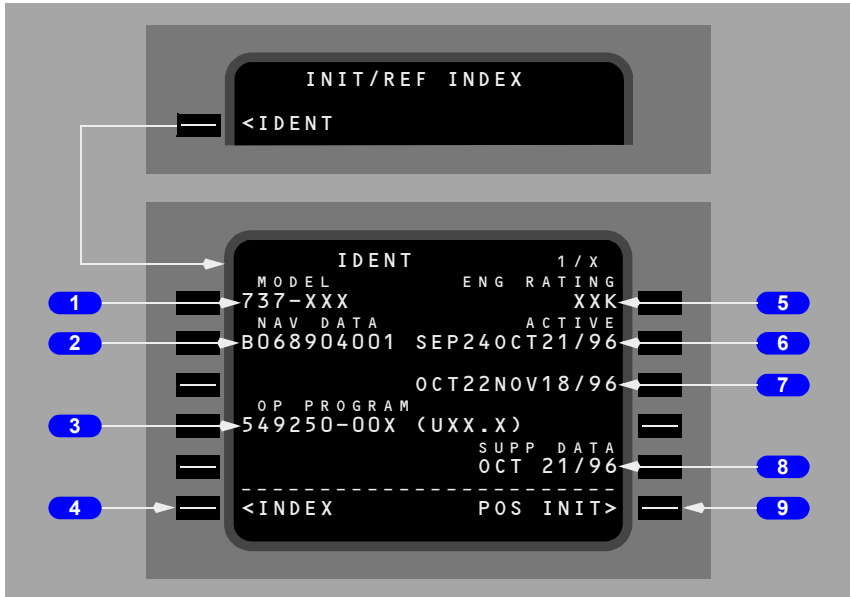 INIT/REF INDEX
<IDENT
IDENT 1/X
MODEL ENG RATING
1 737-XXX XXK 5
NAV DATA ACTIVE
2 B068904001 SEP24OCT21/96 6
OCT22NOV18/96 7
OP PROGRAM
3 549250-00X (UXX.X)
SUPP DATA
OCT 21/96 8
------------------------
4 <INDEX POS INIT> 9